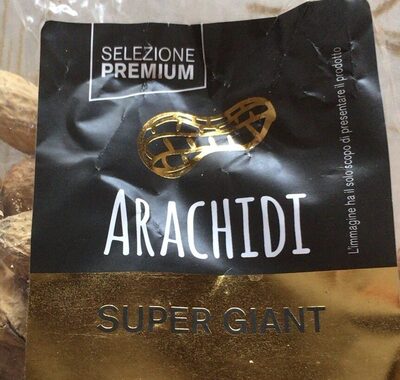 SELEZIONE
PREMIUM
ARACHIDI
SUPER GIANT
L'immagine ha il solo scopo di presentare il prodotto